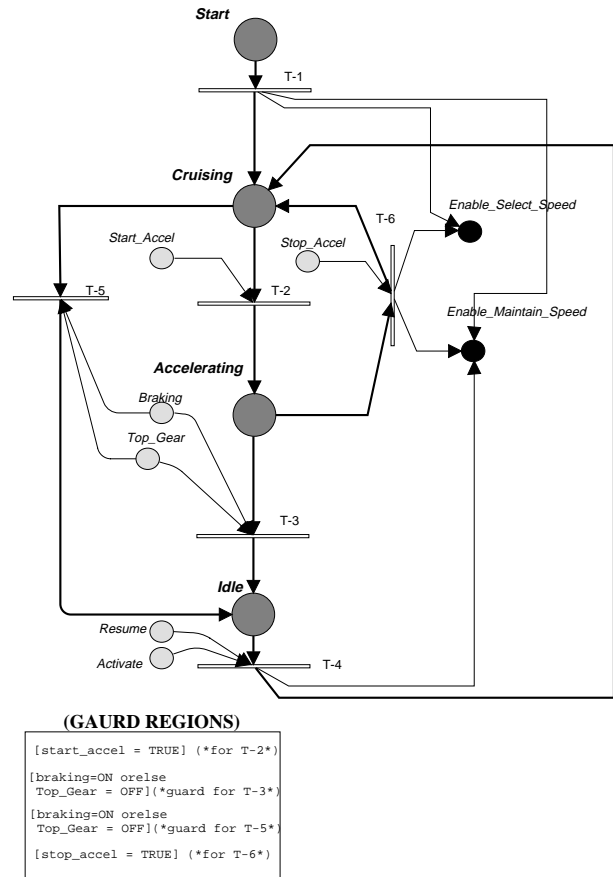 Start
T-1
Cruising
Enable_Select_Speed
T-6
Start_Accel
Stop_Accel
T-5
T-2
Enable_Maintain_Speed
Accelerating
Braking
Top_Gear
T-3
Idle
Resume
Activate
T-4
(GAURD REGIONS)
[start_accel = TRUE] (*for T-2*)
[braking=ON orelse
Top_Gear = OFF](*guard for T-3*)
[braking=ON orelse
Top_Gear = OFF](*guard for T-5*)
[stop_accel = TRUE] (*for T-6*)